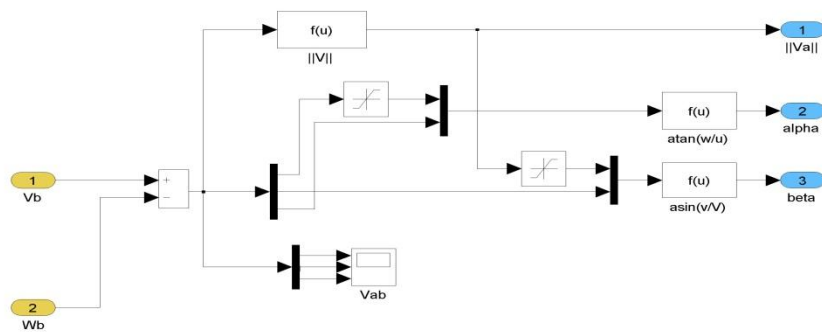 f(u)
||V||
1
||Va||
f(u)
atan(w/u)
2
alpha
1
Vb
+
−
f(u)
asin(v/V)
3
beta
Vab
2
Wb